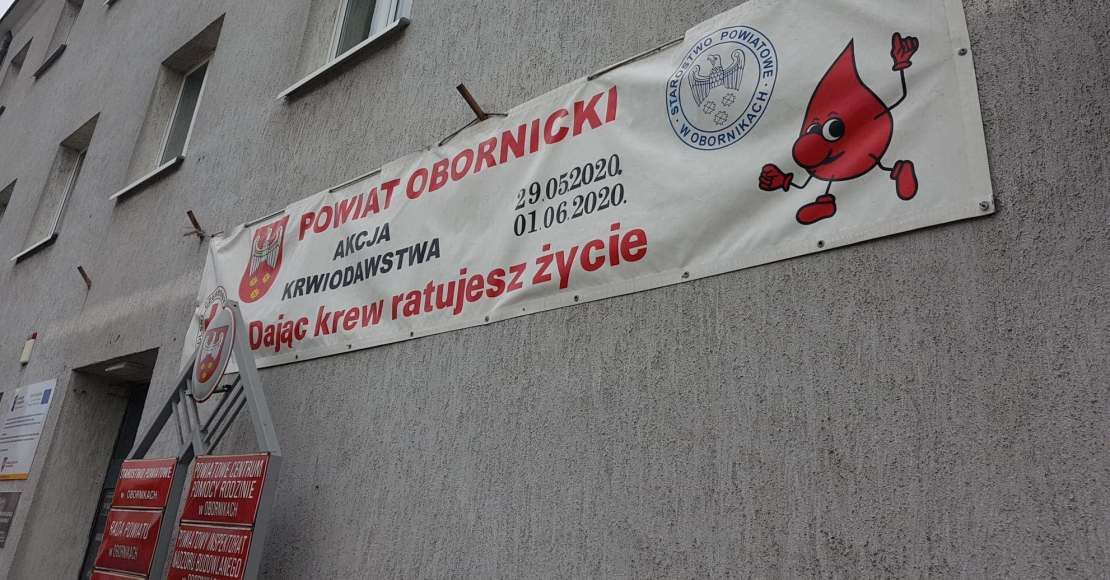 POWIAT OBORNICKI
AKCJA
KRWIODAWSTWA
29.05.2020.
01.06.2020.
Dając krew ratujesz życie
STAROSTWO POWIATOWE
W OBORNIKACH
STAROSTWO POWIATOWE
w OBORNIKACH
RADA POWIATU
w OBORNIKACH
POWIATOWE CENTRUM
POMOCY RODZINIE
w OBORNIKACH
POWIATOWY INSPEKTORAT
NADZORU BUDOWLANEGO